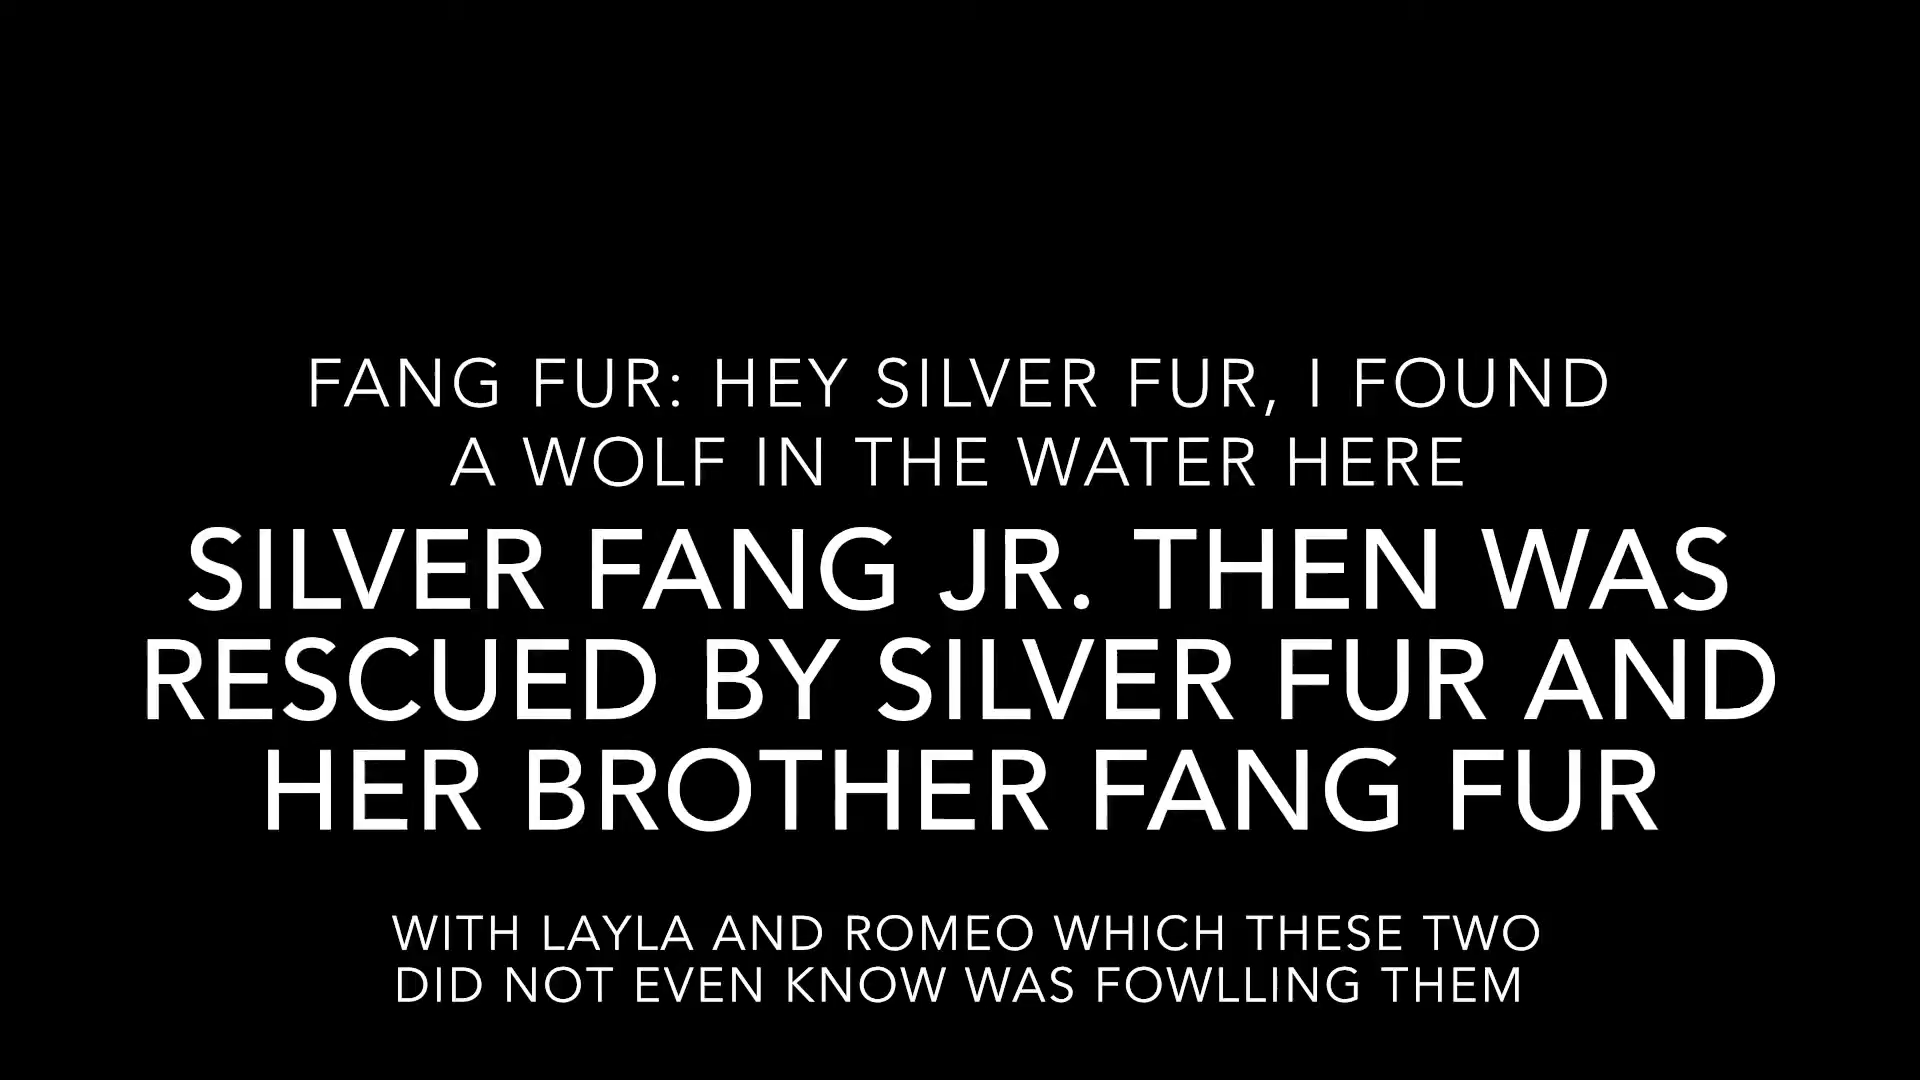 FANG FUR: HEY SILVER FUR, I FOUND
A WOLF IN THE WATER HERE
SILVER FANG JR. THEN WAS
RESCUED BY SILVER FUR AND
HER BROTHER FANG FUR
WITH LAYLA AND ROMEO WHICH THESE TWO
DID NOT EVEN KNOW WAS FOWLLING THEM